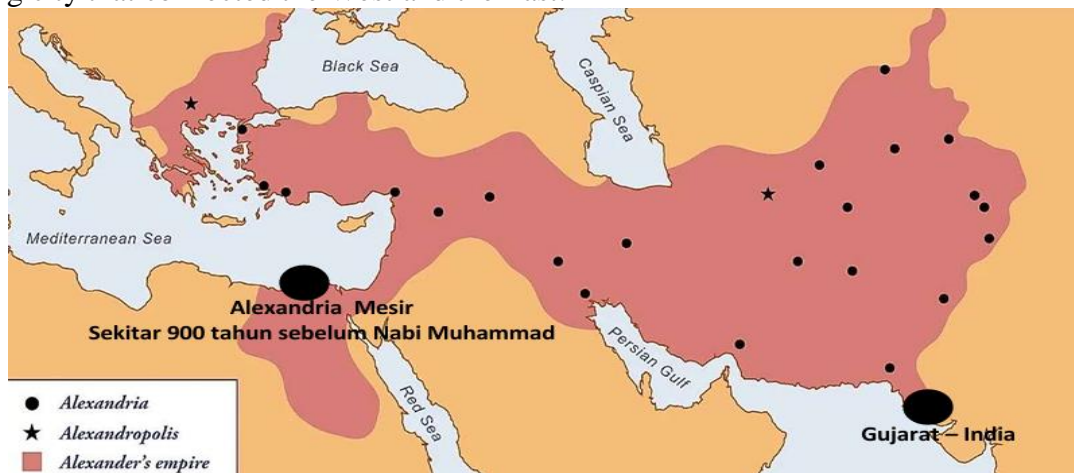 Black Sea
Caspian Sea
Mediterranean Sea
Alexandria Mesir
Sekitar 900 tahun sebelum Nabi Muhammad
Persian Gulf
Red Sea
Gujarat – India
Alexandria
Alexandropolis
Alexander's empire